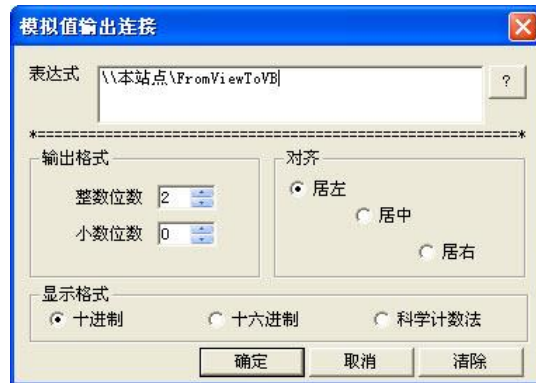 模拟值输出连接
表达式 \\本站点\FromViewToVB ?
*=====================================================*
输出格式 对齐
整数位数 2 居左
居中
小数位数 0 居右
显示格式
十进制 十六进制 科学计数法
确定 取消 清除